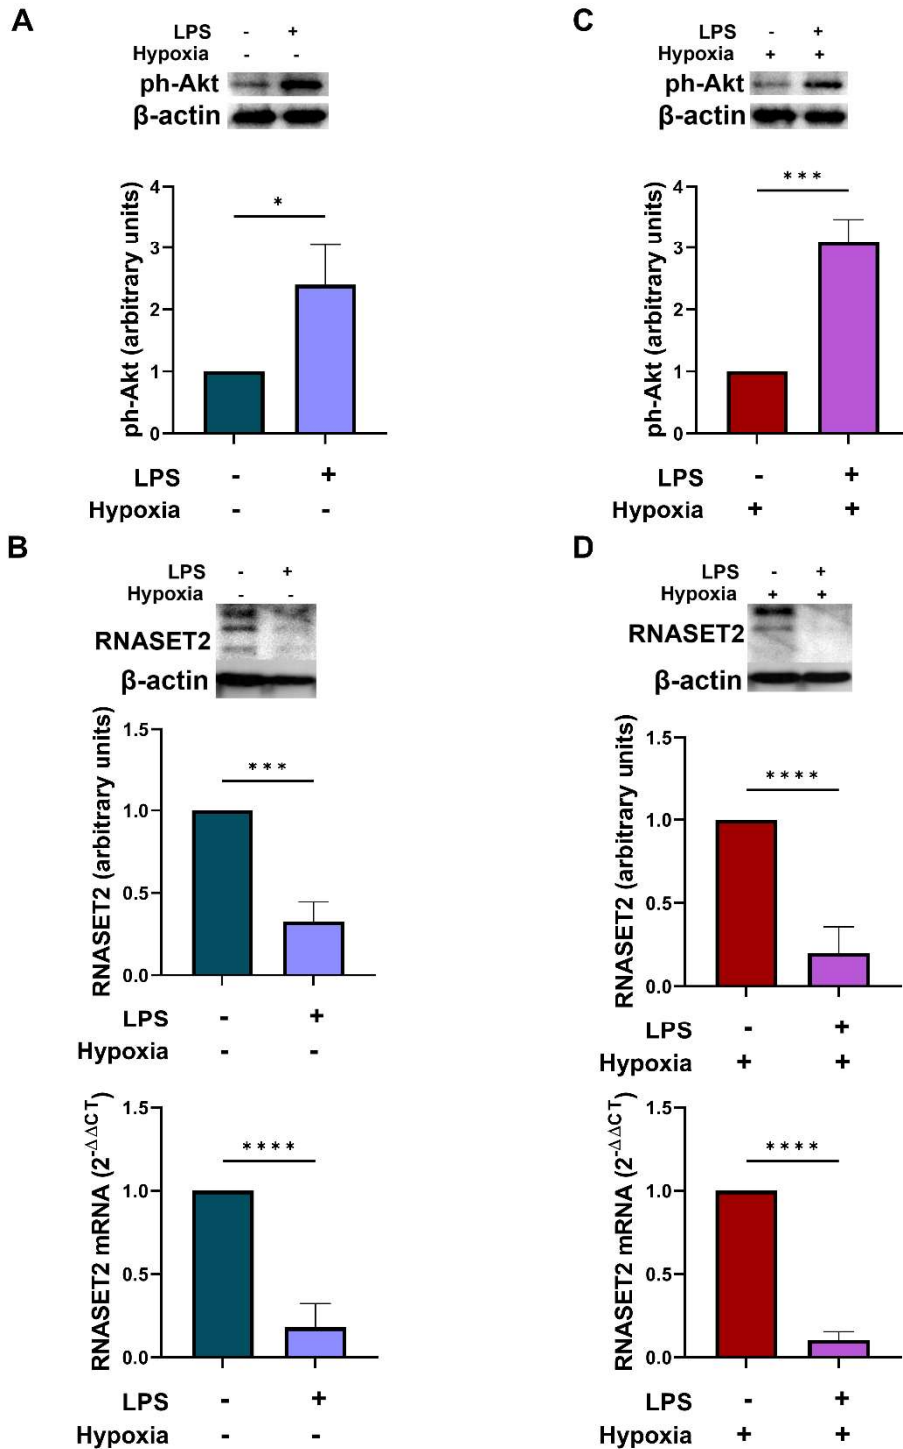 A
LPS - +
Hypoxia - -
ph-Akt
β-actin
ph-Akt (arbitrary units)
4
3
2
1
0
*
LPS - +
Hypoxia - -
C
LPS - +
Hypoxia + +
ph-Akt
β-actin
ph-Akt (arbitrary units)
4
3
2
1
0
***
LPS - +
Hypoxia + +
B
LPS - +
Hypoxia - -
RNASET2
β-actin
RNASET2 (arbitrary units)
1.5
1.0
0.5
0.0
***
LPS - +
Hypoxia - -
RNASET2 mRNA (2^-ΔΔCT)
1.5
1.0
0.5
0.0
****
LPS - +
Hypoxia - -
D
LPS - +
Hypoxia + +
RNASET2
β-actin
RNASET2 (arbitrary units)
1.5
1.0
0.5
0.0
****
LPS - +
Hypoxia + +
RNASET2 mRNA (2^-ΔΔCT)
1.5
1.0
0.5
0.0
****
LPS - +
Hypoxia + +